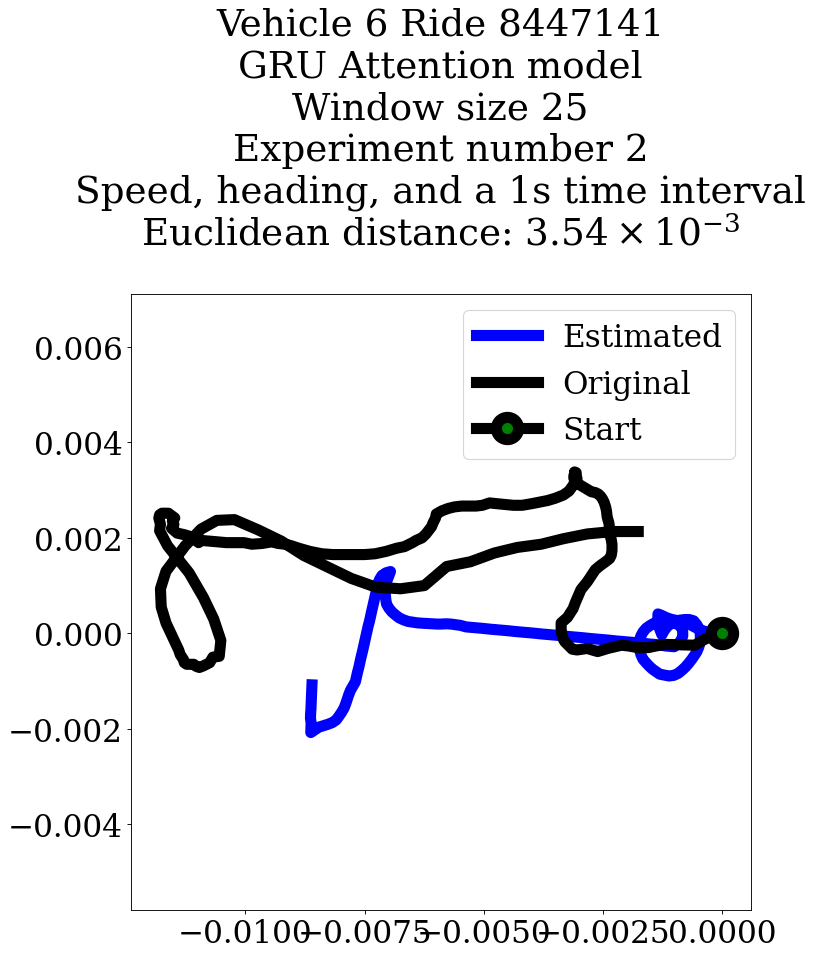 Vehicle 6 Ride 8447141
GRU Attention model
Window size 25
Experiment number 2
Speed, heading, and a 1s time interval
Euclidean distance: 3.54 × 10⁻³
Estimated
Original
Start
0.006
0.004
0.002
0.000
−0.002
−0.004
−0.0100 −0.0075 −0.0050 −0.0025 0.0000